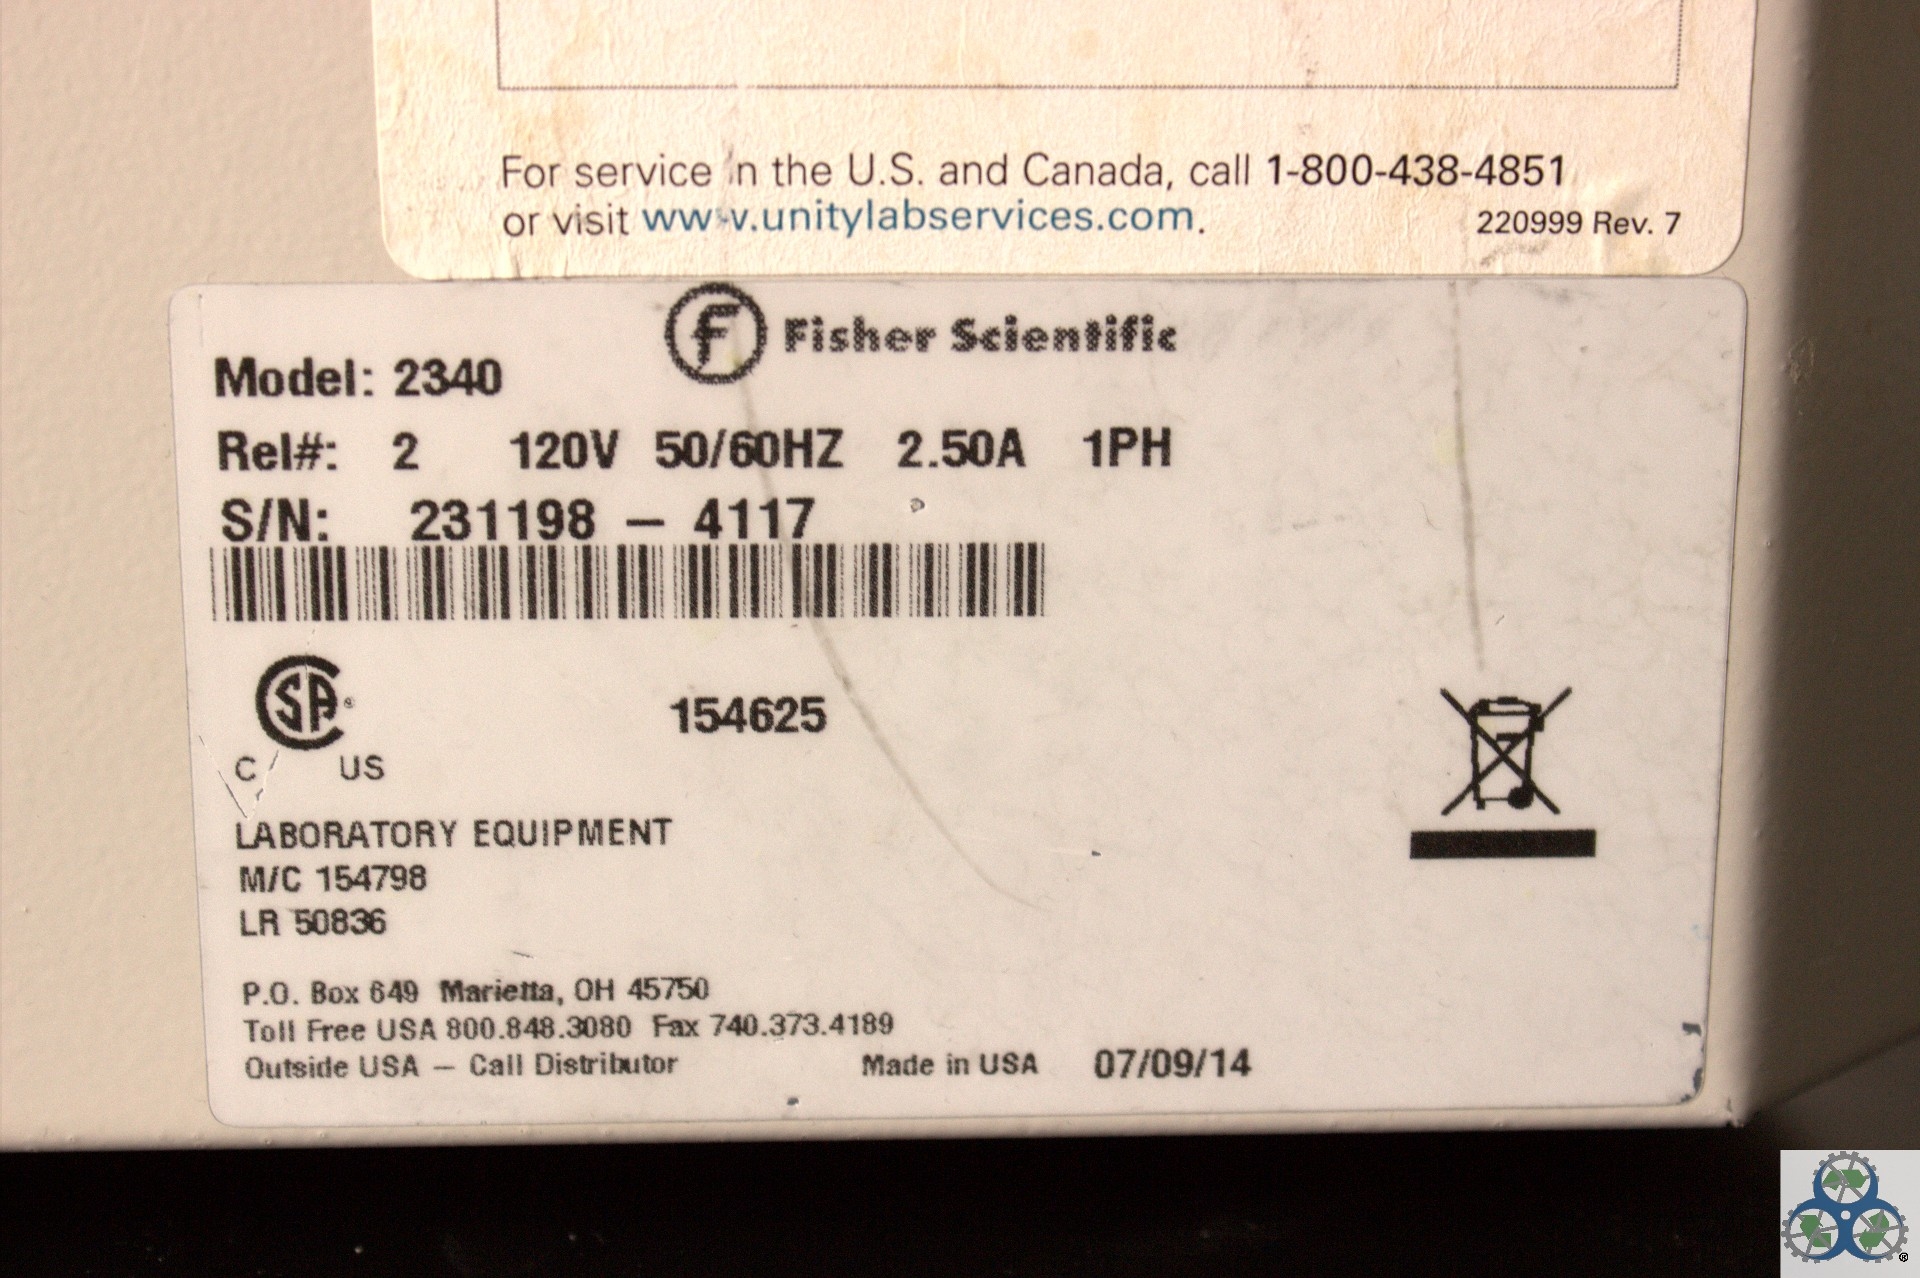 For service in the U.S. and Canada, call 1-800-438-4851
or visit www.unitylabservices.com.
220999 Rev. 7
Fisher Scientific
Model: 2340
Rel#: 2 120V 50/60HZ 2.50A 1PH
S/N: 231198 – 4117
CSA®
C US
154625
LABORATORY EQUIPMENT
M/C 154798
LR 50836
P.O. Box 649 Marietta, OH 45750
Toll Free USA 800.848.3080 Fax 740.373.4189
Outside USA – Call Distributor Made in USA 07/09/14
®